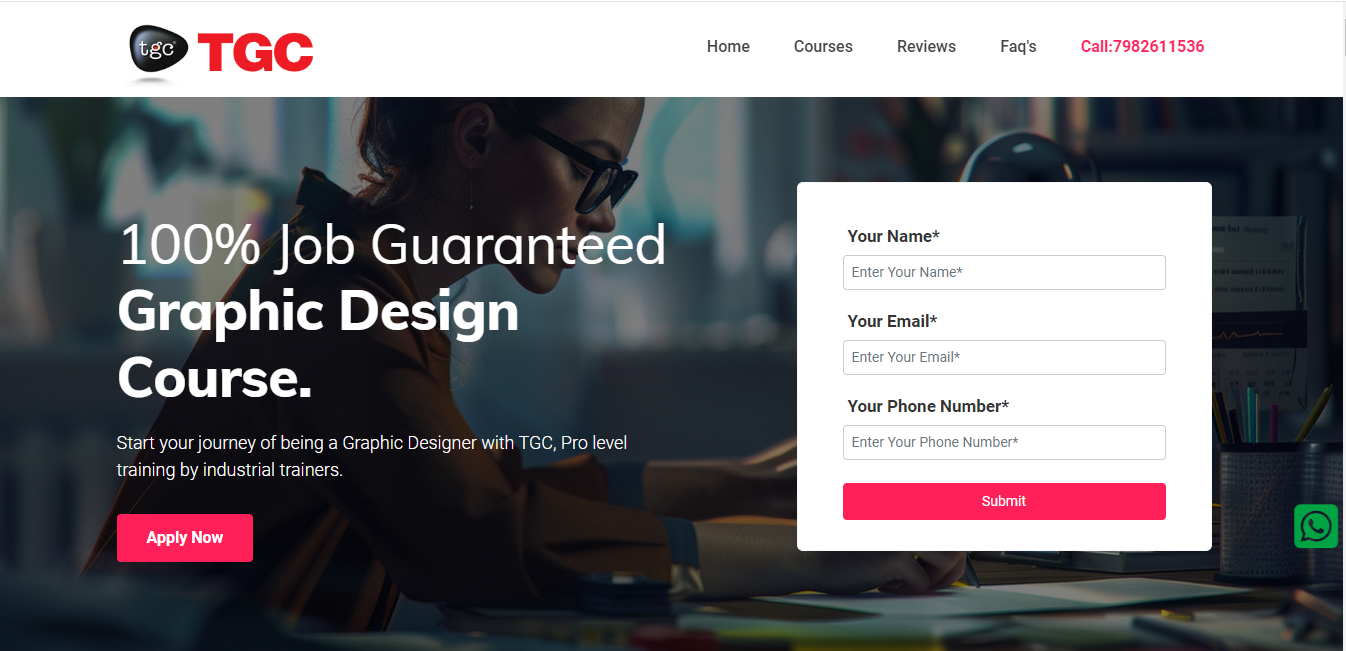 tgc
TGC
Home
Courses
Reviews
Faq's
Call:7982611536
100% Job Guaranteed
Graphic Design
Course.
Start your journey of being a Graphic Designer with TGC, Pro level
training by industrial trainers.
Apply Now
Your Name*
Enter Your Name*
Your Email*
Enter Your Email*
Your Phone Number*
Enter Your Phone Number*
Submit